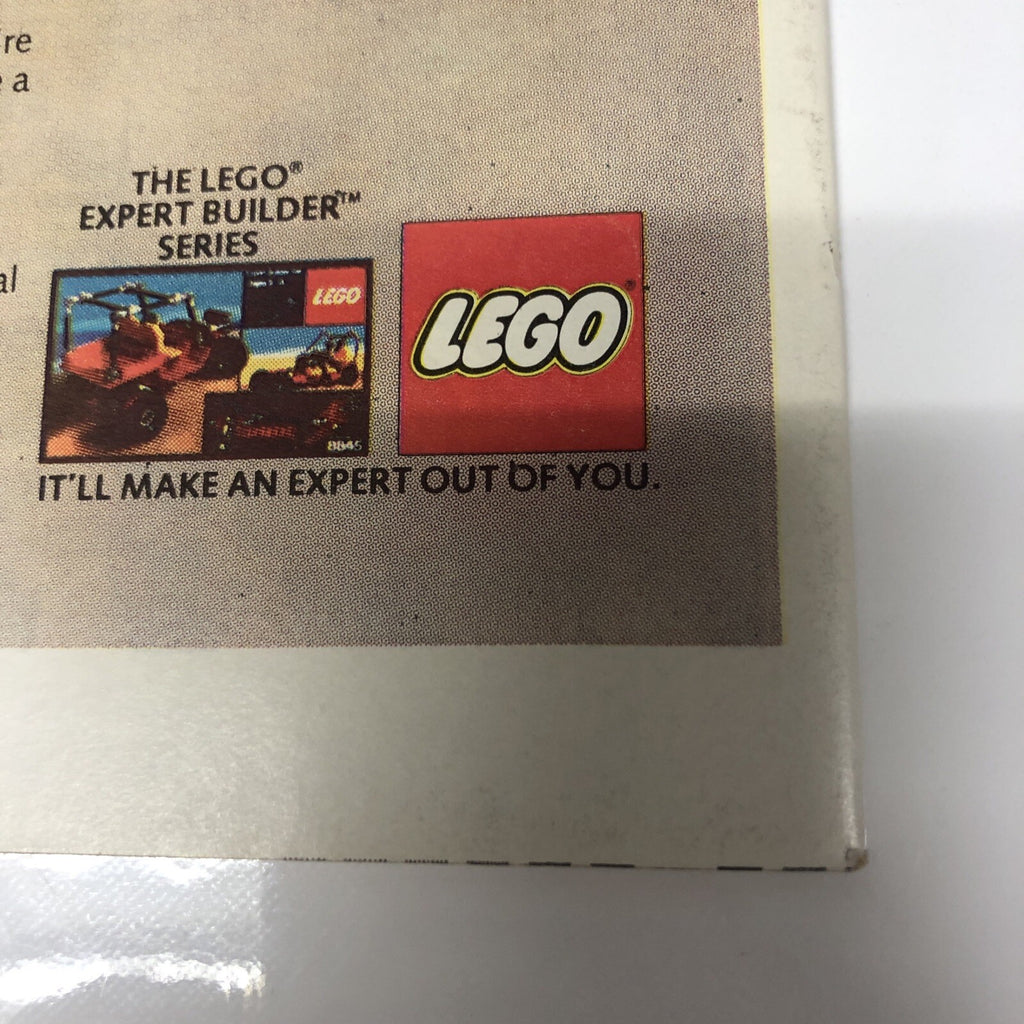 're
e a
THE LEGO®
EXPERT BUILDER™
SERIES
al
LEGO
LEGO®
8845
IT'LL MAKE AN EXPERT OUT OF YOU.